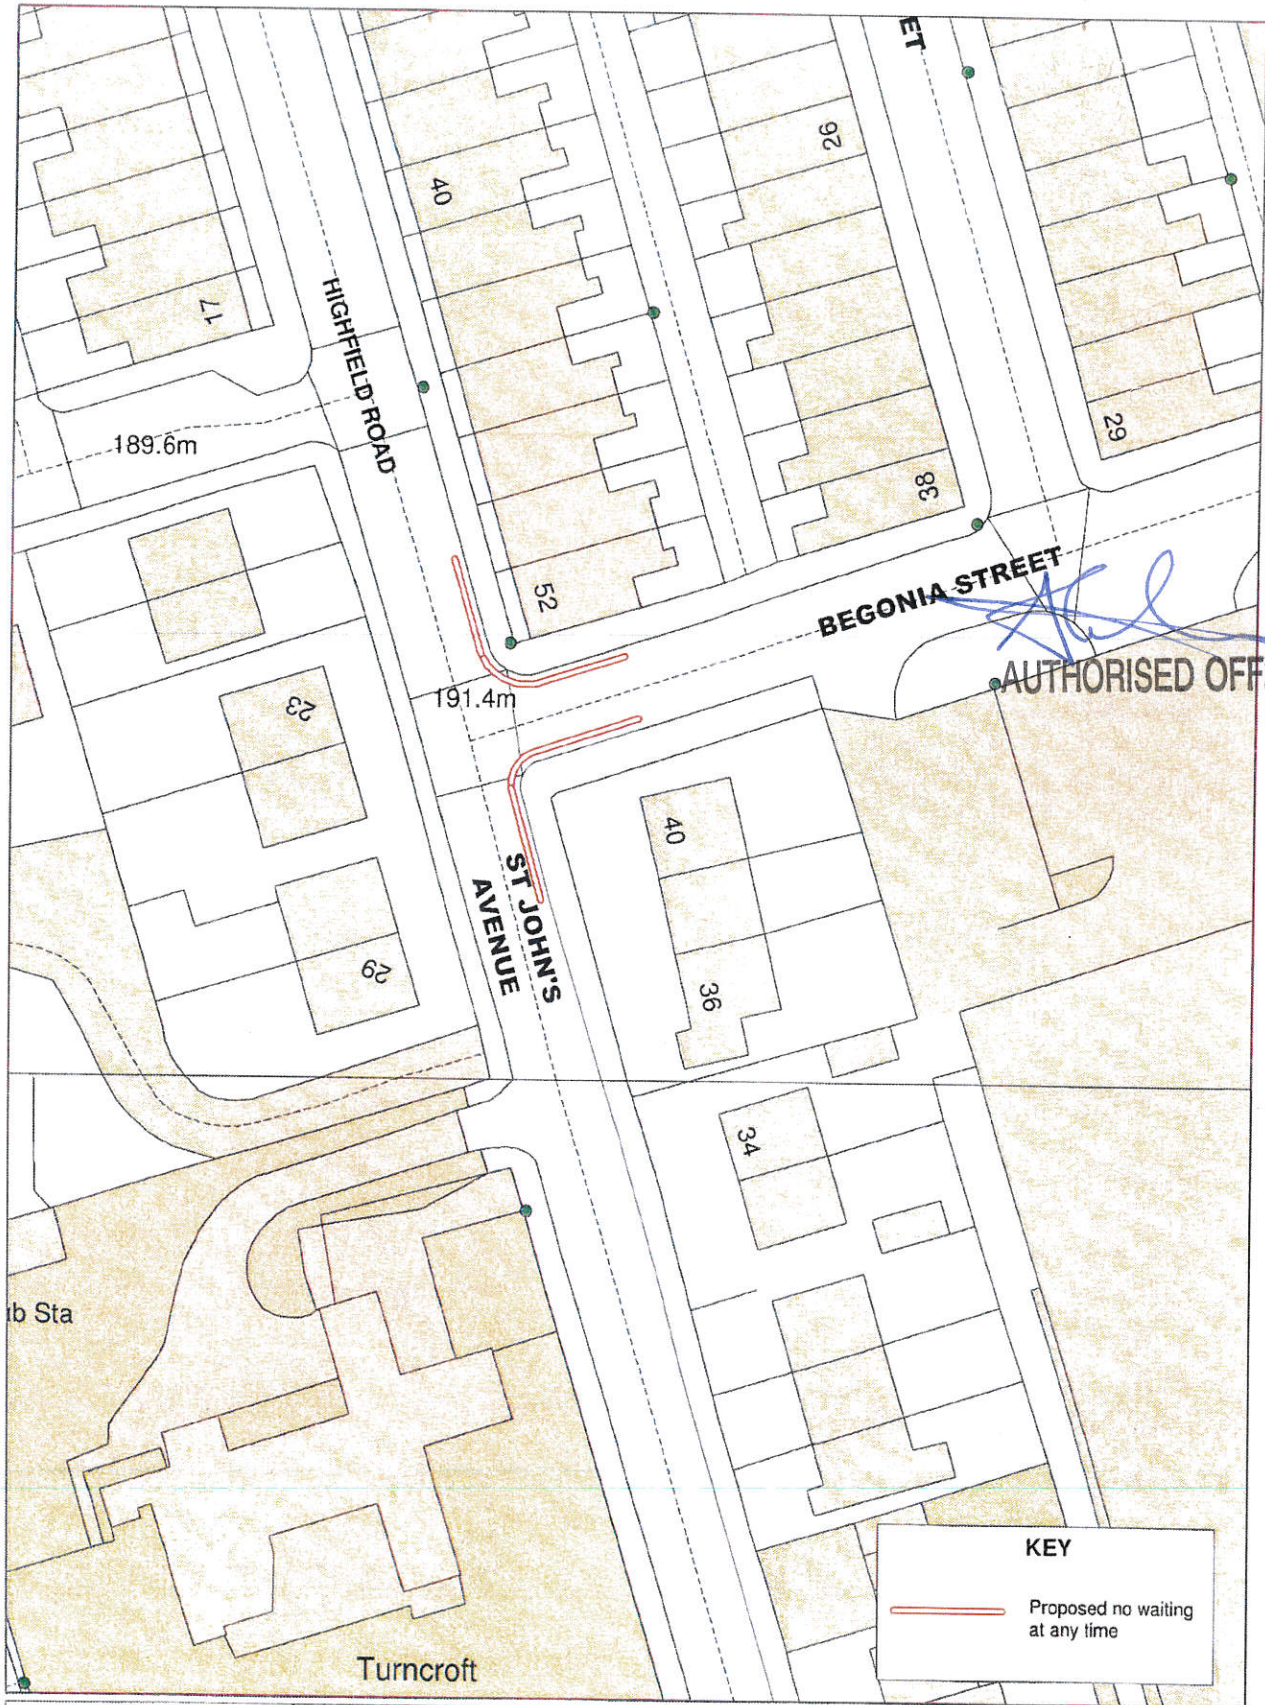 ET
26
40
17
HIGHFIELD ROAD
29
189.6m
38
52
BEGONIA STREET
191.4m
AUTHORISED OFF
23
40
ST JOHN'S
AVENUE
29
36
34
ub Sta
KEY
Proposed no waiting
at any time
Turncroft